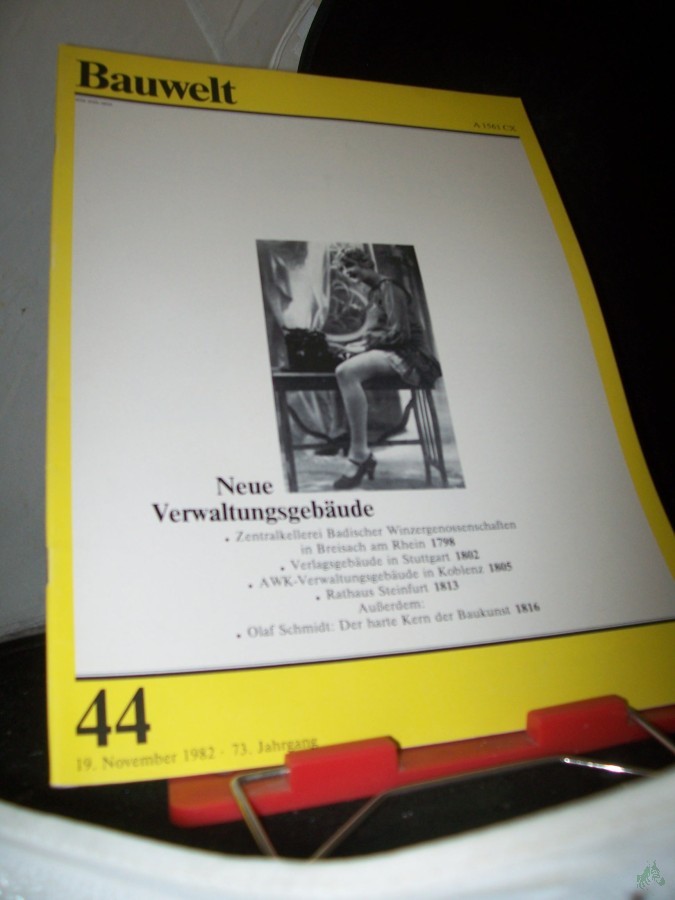 Bauwelt
A 1561 CX
Neue
Verwaltungsgebäude
• Zentralkellerei Badischer Winzergenossenschaften
in Breisach am Rhein 1798
• Verlagsgebäude in Stuttgart 1802
• AWK-Verwaltungsgebäude in Koblenz 1805
• Rathaus Steinfurt 1813
Außerdem:
• Olaf Schmidt: Der harte Kern der Baukunst 1816
44
19. November 1982 · 73. Jahrgang